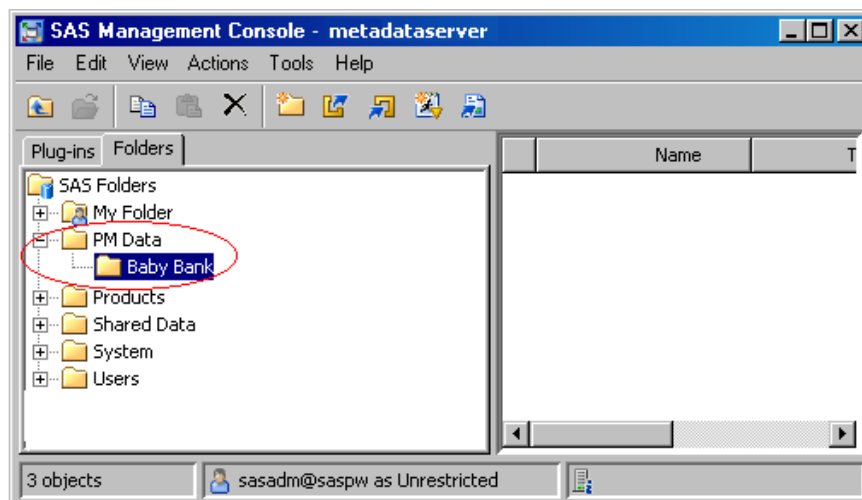 SAS Management Console - metadataserver
File Edit View Actions Tools Help
Plug-ins Folders
Name T
SAS Folders
My Folder
PM Data
Baby Bank
Products
Shared Data
System
Users
3 objects sasadm@saspw as Unrestricted